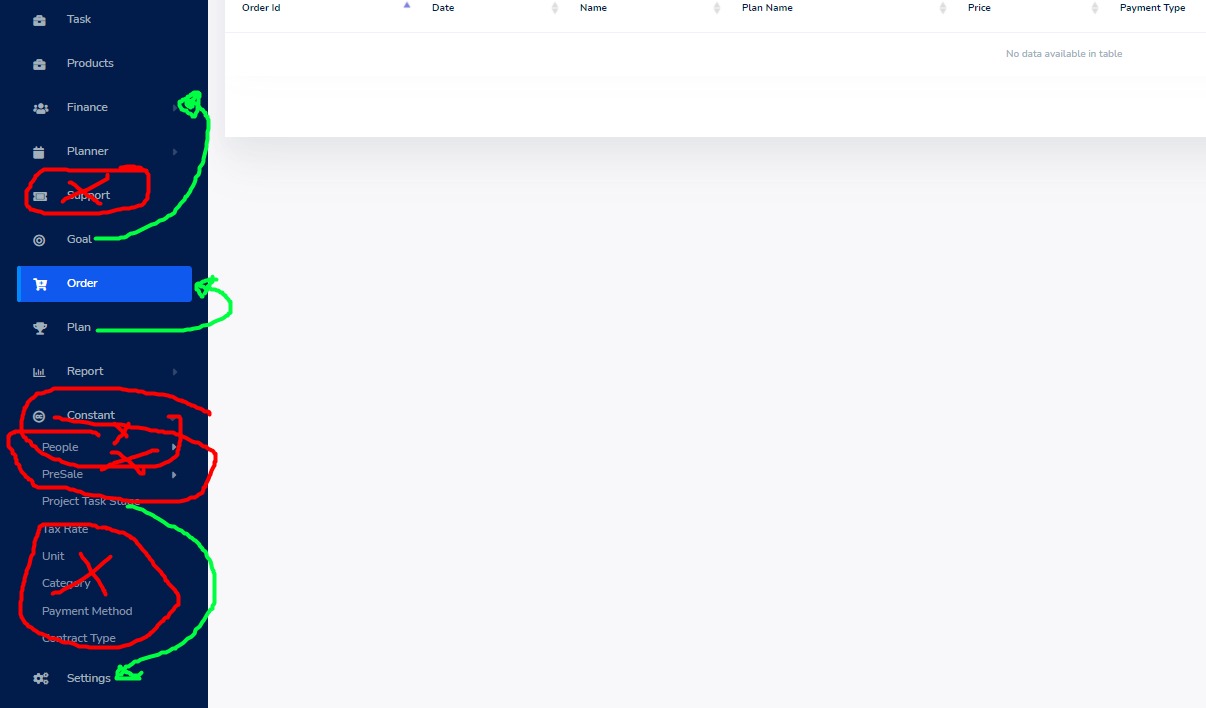 Order Id Date Name Plan Name Price Payment Type
No data available in table
Task
Products
Finance
Planner
Support
Goal
Order
Plan
Report
Constant
People
PreSale
Project Task Stage
Tax Rate
Unit
Category
Payment Method
Contract Type
Settings